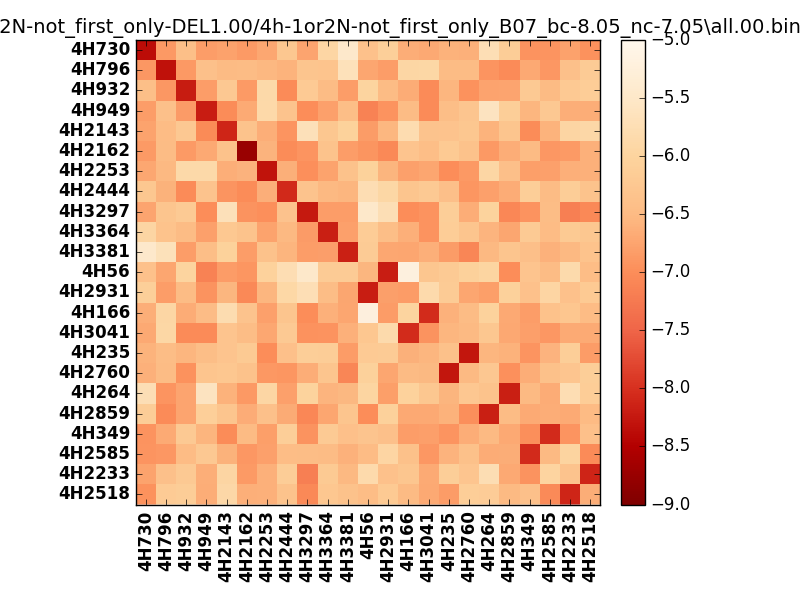 2N-not_first_only-DEL1.00/4h-1or2N-not_first_only_B07_bc-8.05_nc-7.05\all.00.bin
4H730
4H796
4H932
4H949
4H2143
4H2162
4H2253
4H2444
4H3297
4H3364
4H3381
4H56
4H2931
4H166
4H3041
4H235
4H2760
4H264
4H2859
4H349
4H2585
4H2233
4H2518
4H730
4H796
4H932
4H949
4H2143
4H2162
4H2253
4H2444
4H3297
4H3364
4H3381
4H56
4H2931
4H166
4H3041
4H235
4H2760
4H264
4H2859
4H349
4H2585
4H2233
4H2518
−5.0
−5.5
−6.0
−6.5
−7.0
−7.5
−8.0
−8.5
−9.0